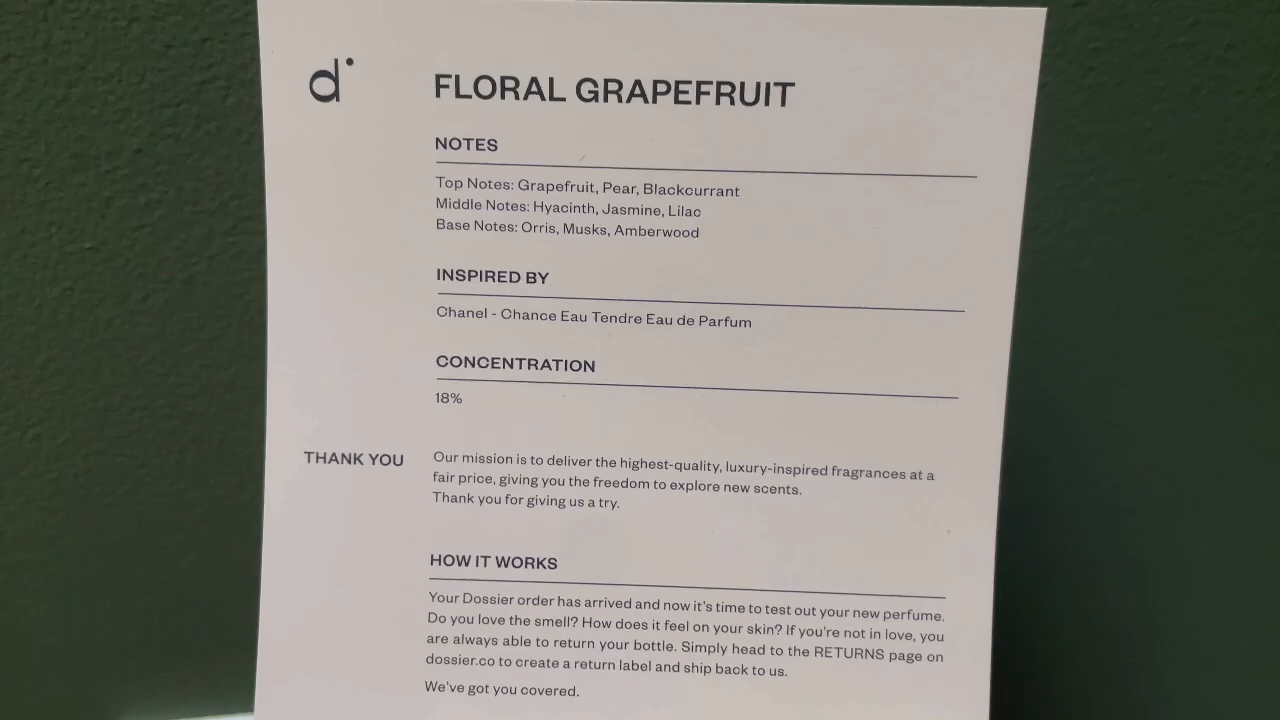 d
FLORAL GRAPEFRUIT
NOTES
Top Notes: Grapefruit, Pear, Blackcurrant
Middle Notes: Hyacinth, Jasmine, Lilac
Base Notes: Orris, Musks, Amberwood
INSPIRED BY
Chanel - Chance Eau Tendre Eau de Parfum
CONCENTRATION
18%
THANK YOU
Our mission is to deliver the highest-quality, luxury-inspired fragrances at a
fair price, giving you the freedom to explore new scents.
Thank you for giving us a try.
HOW IT WORKS
Your Dossier order has arrived and now it's time to test out your new perfume.
Do you love the smell? How does it feel on your skin? If you're not in love, you
are always able to return your bottle. Simply head to the RETURNS page on
dossier.co to create a return label and ship back to us.
We've got you covered.